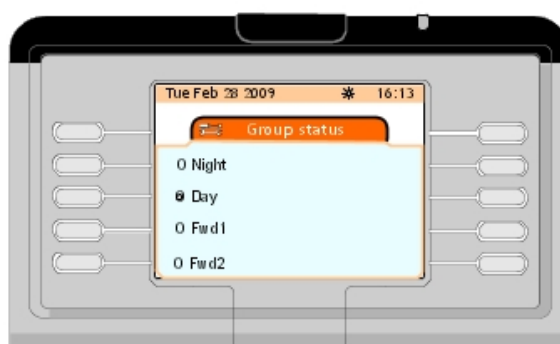 Tue Feb 28 2009 16:13
Group status
Night
Day
Fwd1
Fwd2